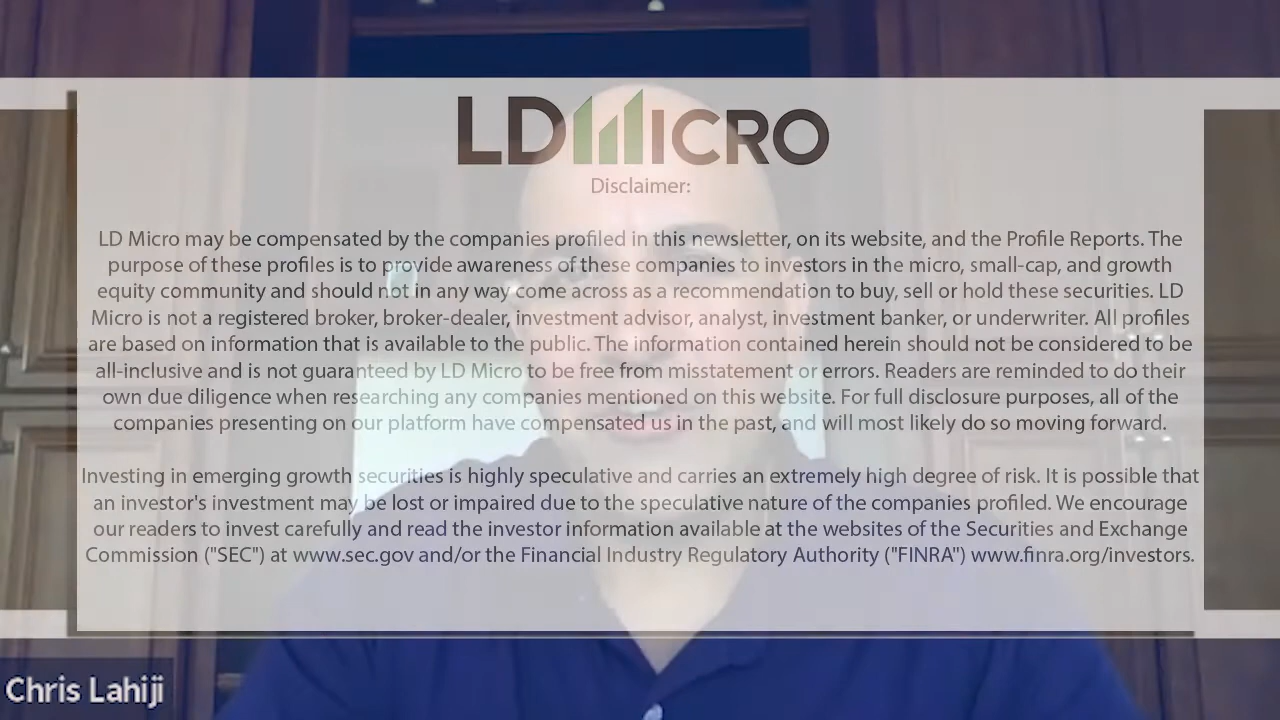 LDMICRO
Disclaimer:
LD Micro may be compensated by the companies profiled in this newsletter, on its website, and the Profile Reports. The
purpose of these profiles is to provide awareness of these companies to investors in the micro, small-cap, and growth
equity community and should not in any way come across as a recommendation to buy, sell or hold these securities. LD
Micro is not a registered broker, broker-dealer, investment advisor, analyst, investment banker, or underwriter. All profiles
are based on information that is available to the public. The information contained herein should not be considered to be
all-inclusive and is not guaranteed by LD Micro to be free from misstatement or errors. Readers are reminded to do their
own due diligence when researching any companies mentioned on this website. For full disclosure purposes, all of the
companies presenting on our platform have compensated us in the past, and will most likely do so moving forward.
Investing in emerging growth securities is highly speculative and carries an extremely high degree of risk. It is possible that
an investor's investment may be lost or impaired due to the speculative nature of the companies profiled. We encourage
our readers to invest carefully and read the investor information available at the websites of the Securities and Exchange
Commission ("SEC") at www.sec.gov and/or the Financial Industry Regulatory Authority ("FINRA") www.finra.org/investors.
Chris Lahiji